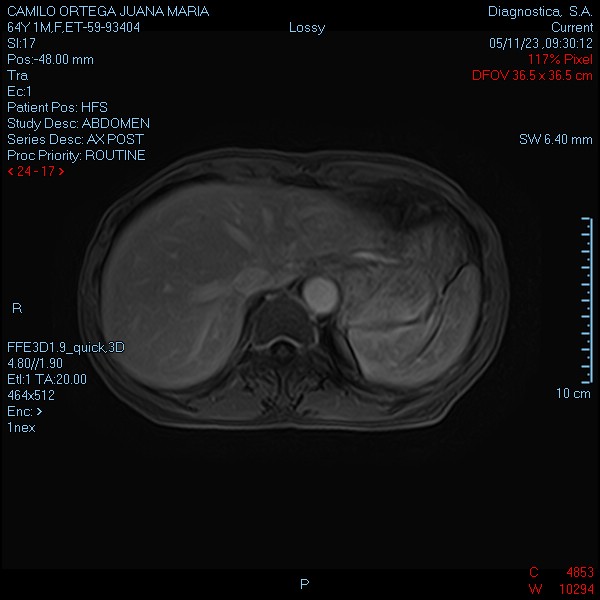 CAMILO ORTEGA JUANA MARIA
64Y 1M,F,ET-59-93404
Sl:17
Pos:-48.00 mm
Tra
Ec:1
Patient Pos: HFS
Study Desc: ABDOMEN
Series Desc: AX POST
Proc Priority: ROUTINE
< 24 - 17 >
Lossy
Diagnostica, S.A.
Current
05/11/23 ,09:30:12
117% Pixel
DFOV 36.5 x 36.5 cm
SW 6.40 mm
R
10 cm
FFE3D1.9_quick,3D
4.80//1.90
Etl:1 TA:20.00
464x512
Enc: >
1nex
P
C 4853
W 10294